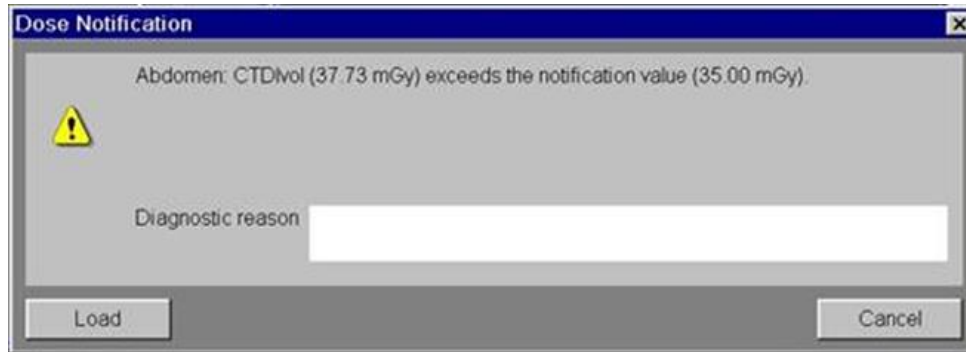 Dose Notification
Abdomen: CTDIvol (37.73 mGy) exceeds the notification value (35.00 mGy).
Diagnostic reason
Load
Cancel